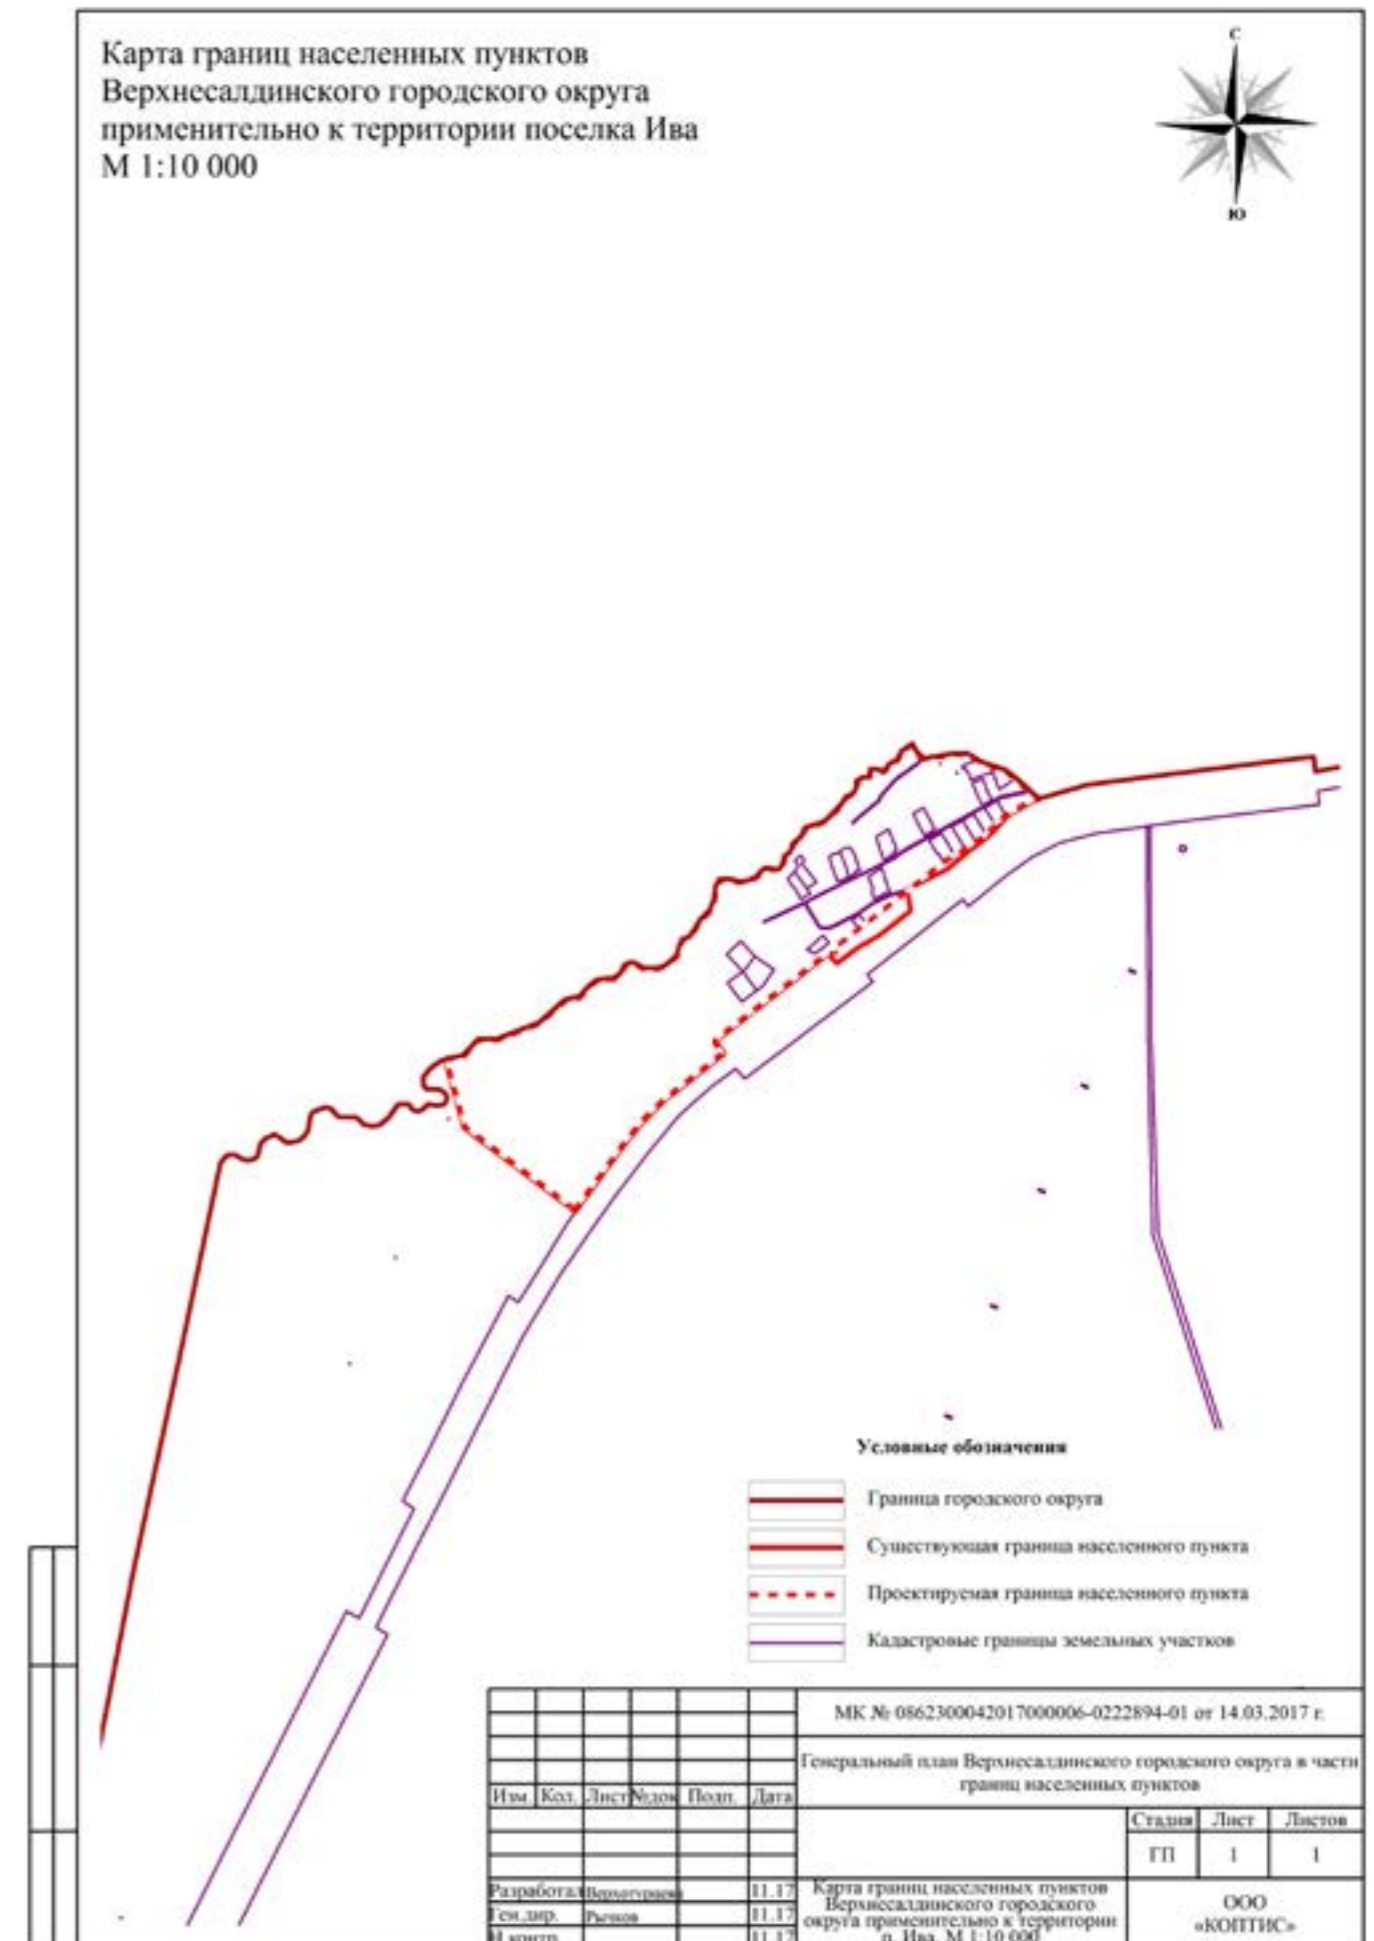 Карта границ населенных пунктов
Верхнесалдинского городского округа
применительно к территории поселка Ива
М 1:10 000
С
Ю
Условные обозначения
Граница городского округа
Существующая граница населенного пункта
Проектируемая граница населенного пункта
Кадастровые границы земельных участков
МК № 0862300042017000006-0222894-01 от 14.03.2017 г.
Генеральный план Верхнесалдинского городского округа в части
границ населенных пунктов
Изм. Кол. Лист №док Подп. Дата
Стадия Лист Листов
ГП 1 1
Разработал 11.17
Ген.дир. Рычков 11.17
Н.контр. 11.17
Карта границ населенных пунктов
Верхнесалдинского городского
округа применительно к территории
п. Ива. М 1:10 000
ООО
«КОПТИС»